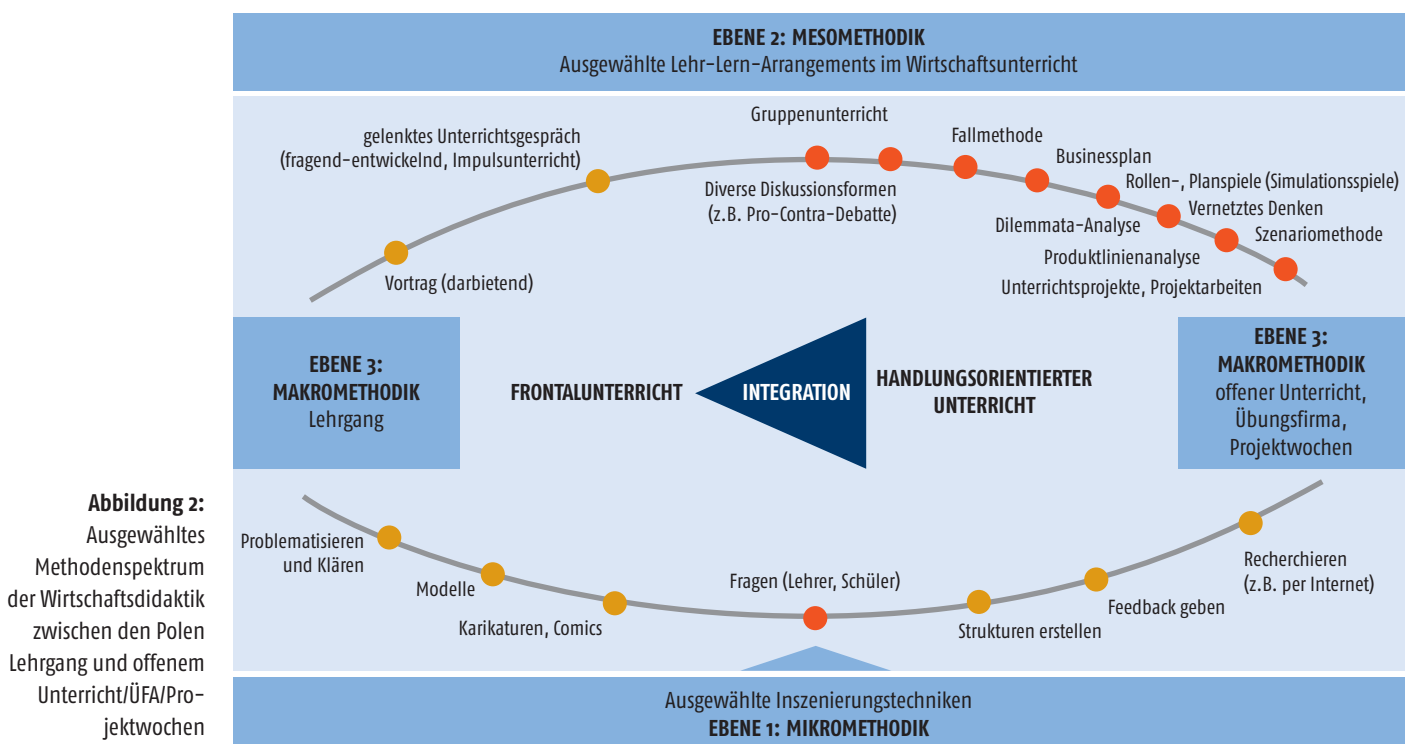 EBENE 2: MESOMETHODIK
Ausgewählte Lehr-Lern-Arrangements im Wirtschaftsunterricht
Gruppenunterricht
gelenktes Unterrichtsgespräch
(fragend-entwickelnd, Impulsunterricht)
Fallmethode
Businessplan
Rollen-, Planspiele (Simulationsspiele)
Diverse Diskussionsformen
(z.B. Pro-Contra-Debatte)
Vernetztes Denken
Dilemmata-Analyse
Szenariomethode
Produktlinienanalyse
Vortrag (darbietend)
Unterrichtsprojekte, Projektarbeiten
EBENE 3:
MAKROMETHODIK
Lehrgang
FRONTALUNTERRICHT
INTEGRATION
HANDLUNGSORIENTIERTER
UNTERRICHT
EBENE 3:
MAKROMETHODIK
offener Unterricht,
Übungsfirma,
Projektwochen
Abbildung 2:
Ausgewähltes
Methodenspektrum
der Wirtschaftsdidaktik
zwischen den Polen
Lehrgang und offenem
Unterricht/ÜFA/Pro-
jektwochen
Problematisieren
und Klären
Modelle
Karikaturen, Comics
Fragen (Lehrer, Schüler)
Strukturen erstellen
Feedback geben
Recherchieren
(z.B. per Internet)
Ausgewählte Inszenierungstechniken
EBENE 1: MIKROMETHODIK